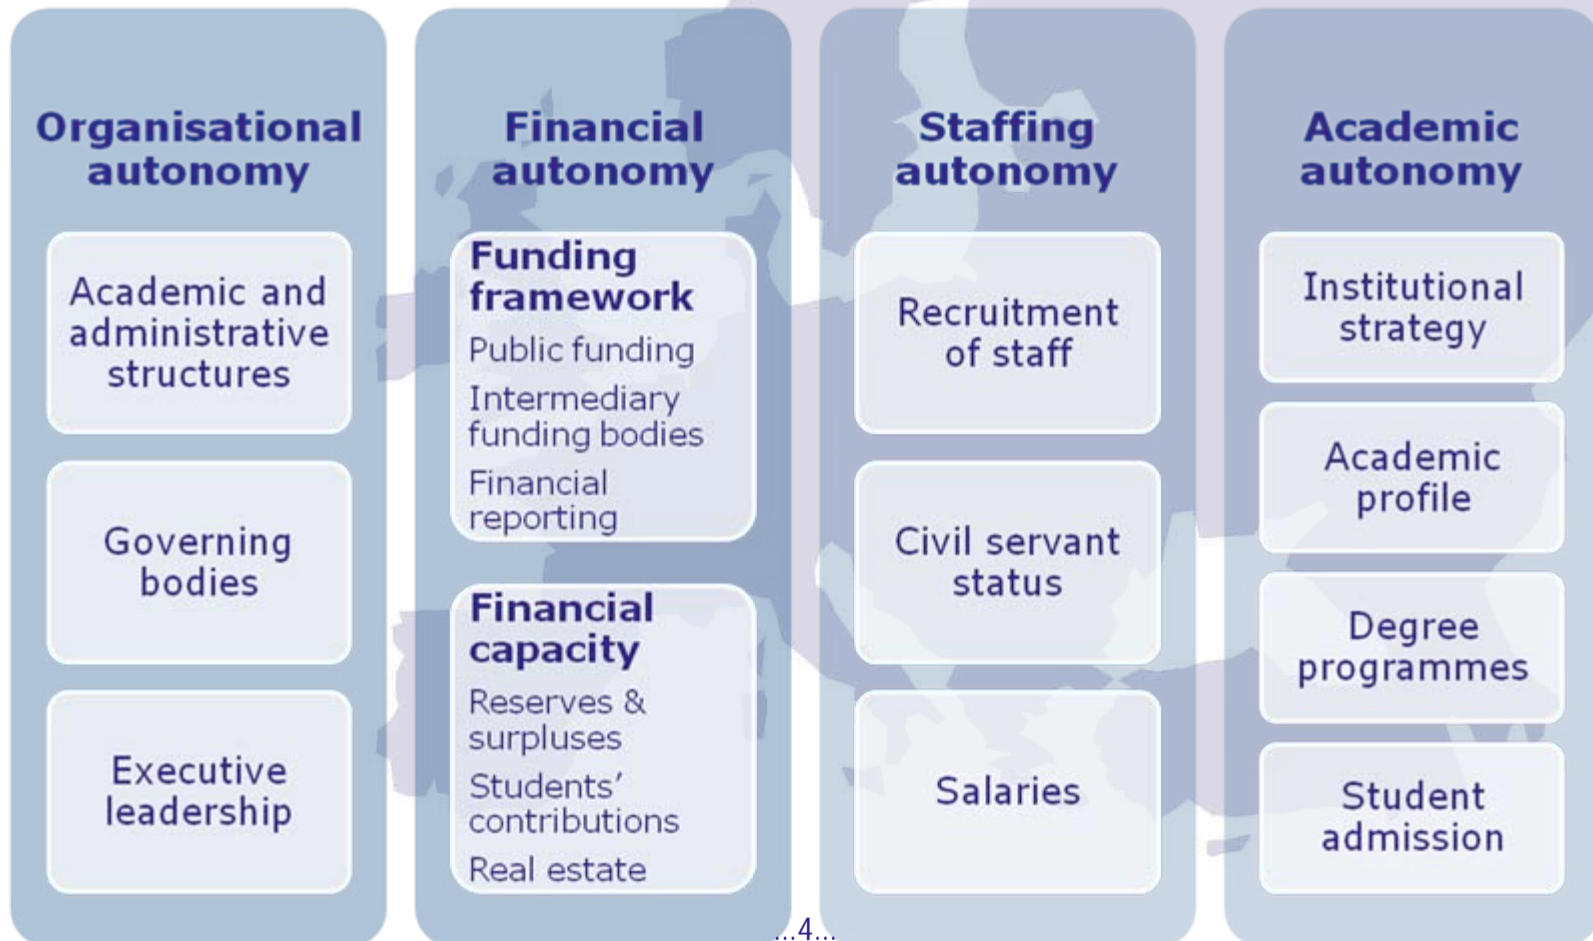 Organisational
autonomy
Academic and
administrative
structures
Governing
bodies
Executive
leadership
Financial
autonomy
Funding
framework
Public funding
Intermediary
funding bodies
Financial
reporting
Financial
capacity
Reserves &
surpluses
Students’
contributions
Real estate
Staffing
autonomy
Recruitment
of staff
Civil servant
status
Salaries
Academic
autonomy
Institutional
strategy
Academic
profile
Degree
programmes
Student
admission
...4...